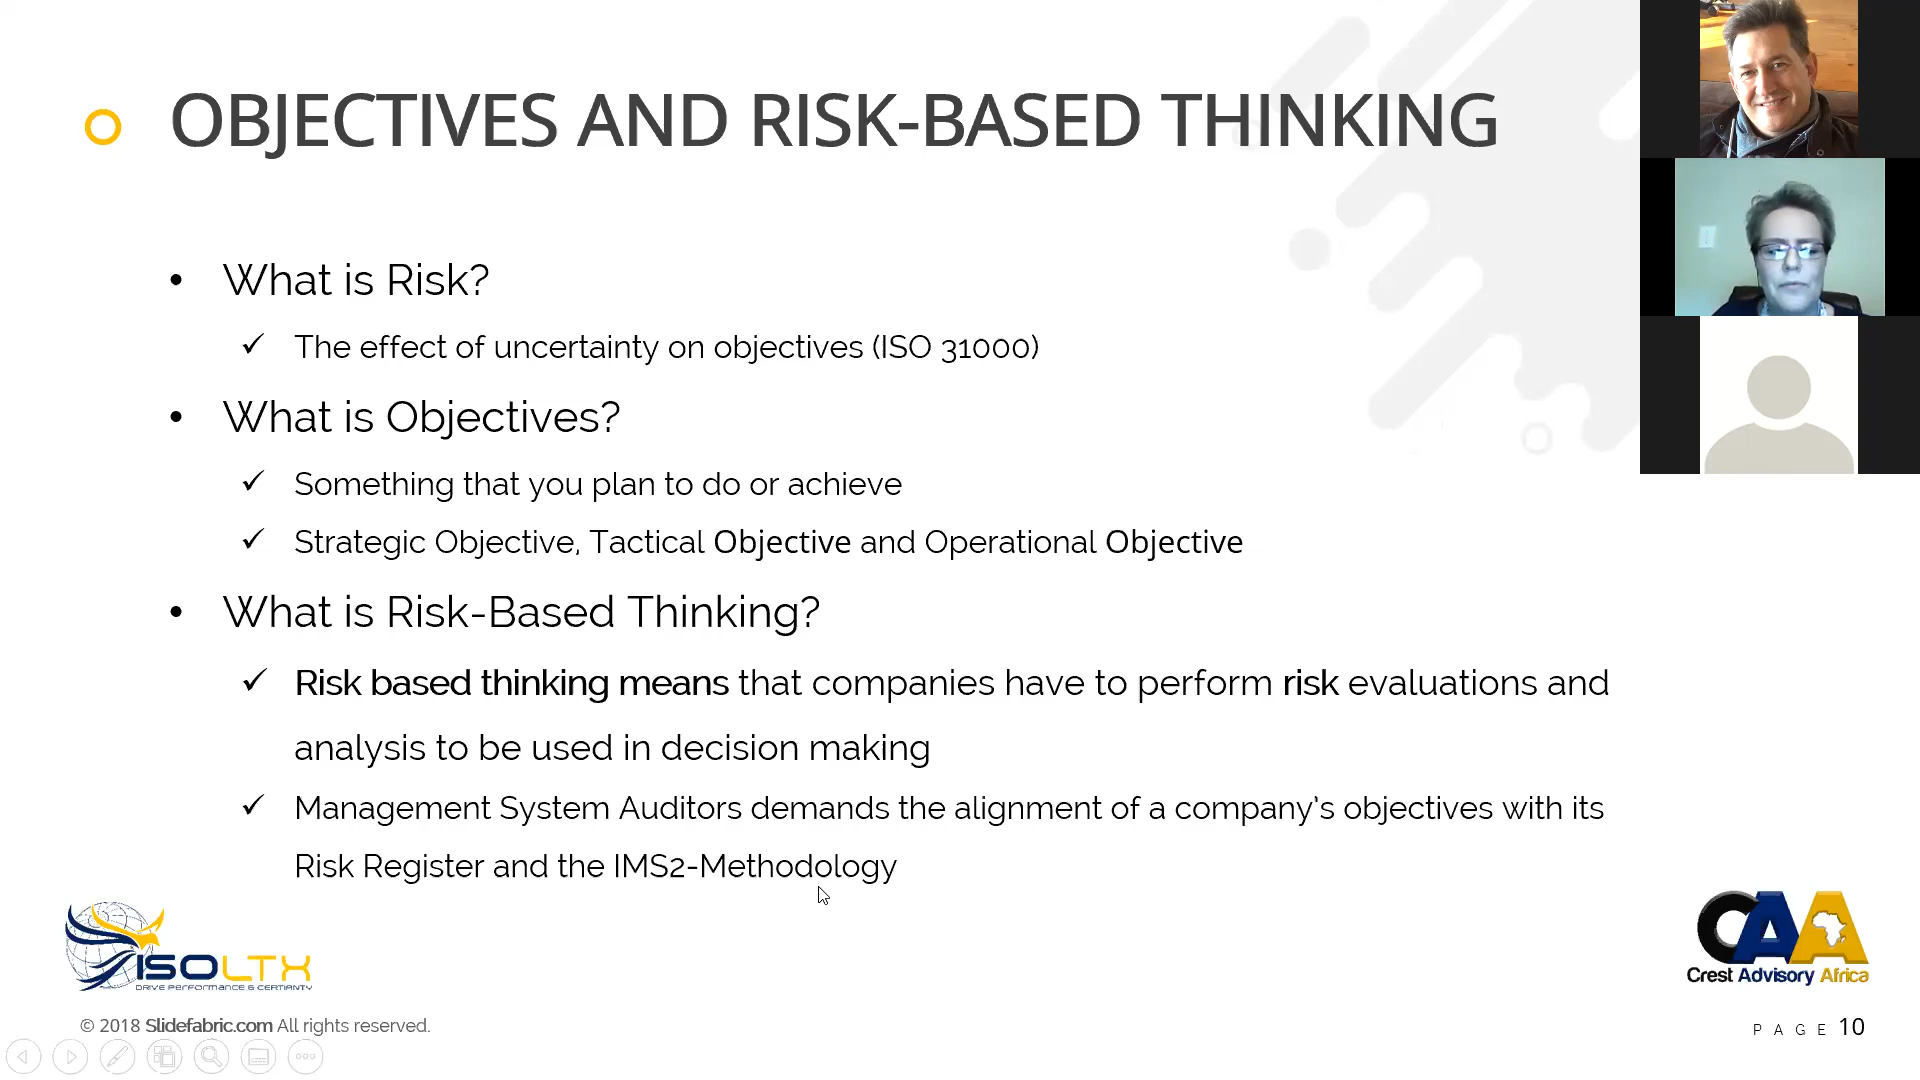 OBJECTIVES AND RISK-BASED THINKING
• What is Risk?
✓ The effect of uncertainty on objectives (ISO 31000)
• What is Objectives?
✓ Something that you plan to do or achieve
✓ Strategic Objective, Tactical Objective and Operational Objective
• What is Risk-Based Thinking?
✓ Risk based thinking means that companies have to perform risk evaluations and
analysis to be used in decision making
✓ Management System Auditors demands the alignment of a company's objectives with its
Risk Register and the IMS2-Methodology
ISOLTX
DRIVE PERFORMANCE & CERTIANTY
CAA
Crest Advisory Africa
© 2018 Slidefabric.com All rights reserved.
PAGE 10